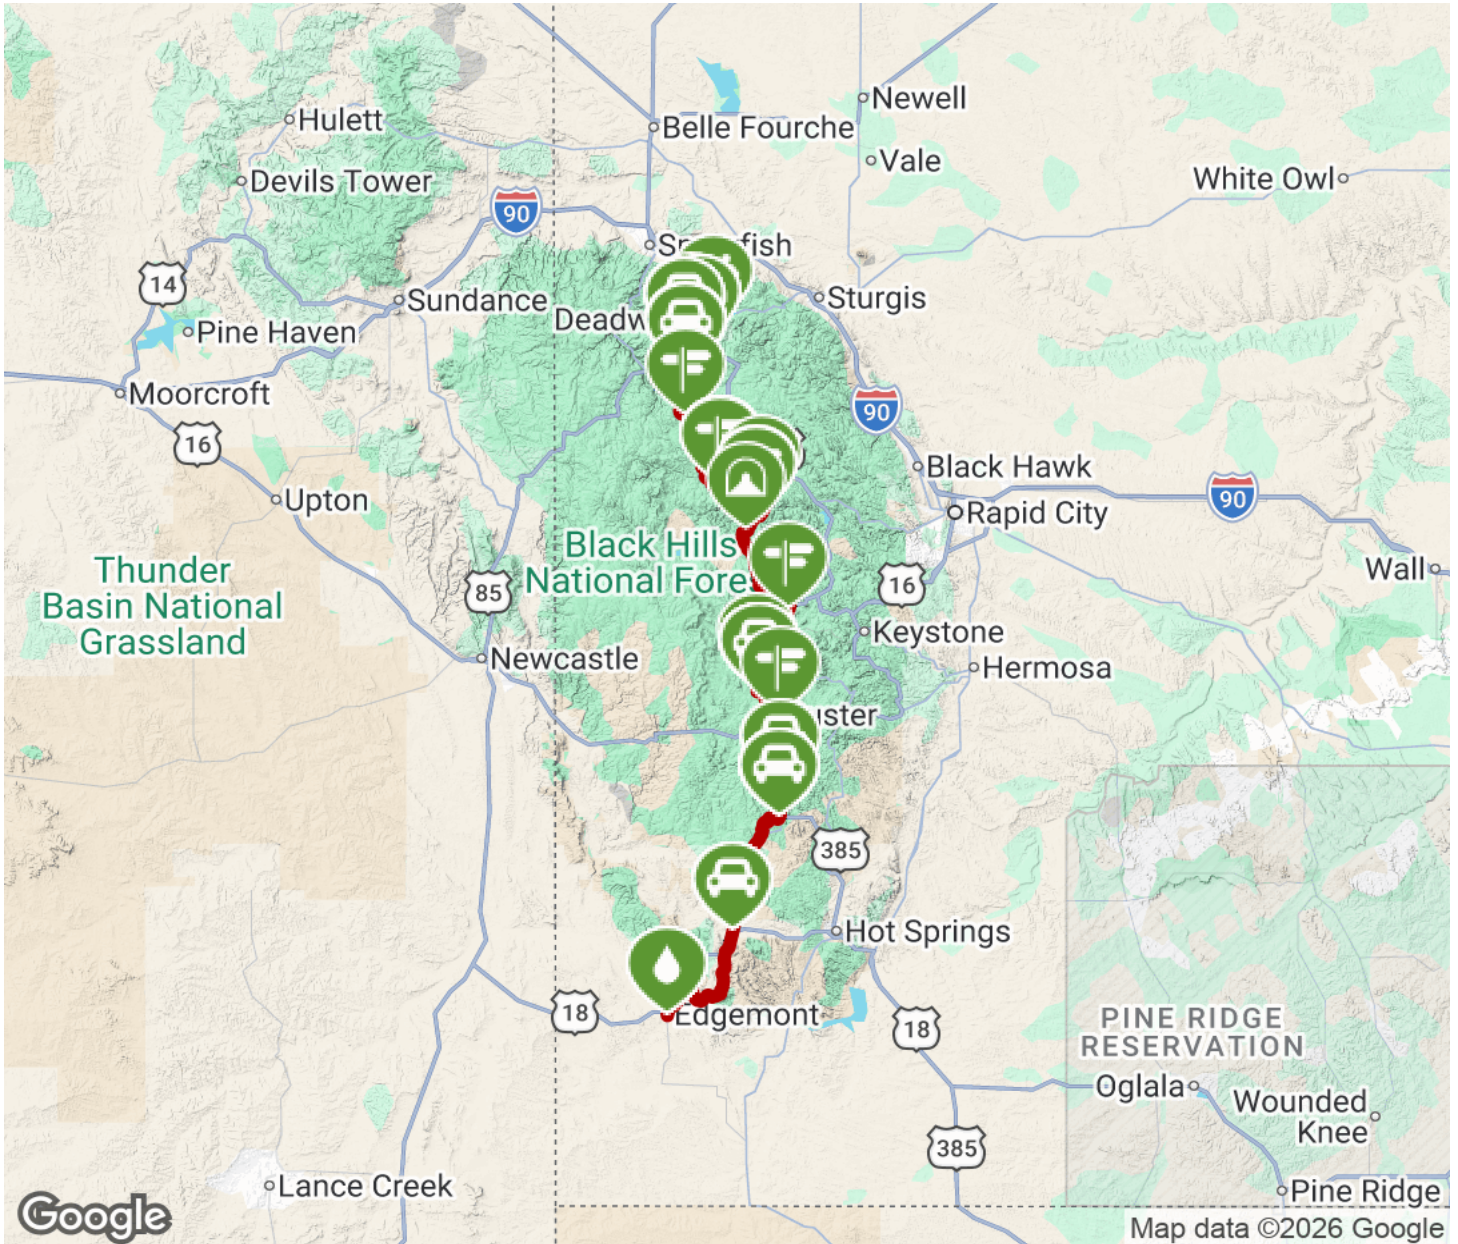 Newell
Hulett
Belle Fourche
Vale
White Owl
Devils Tower
90
14
Sundance
Sturgis
Pine Haven
Moorcroft
90
16
Black Hawk
90
Upton
Rapid City
Black Hills
Thunder
Basin National
Grassland
85
16
Wall
Keystone
Newcastle
Hermosa
385
Hot Springs
18
Edgemont
18
PINE RIDGE
RESERVATION
Oglala
Wounded
Knee
385
Lance Creek
Pine Ridge
Google
Map data ©2026 Google